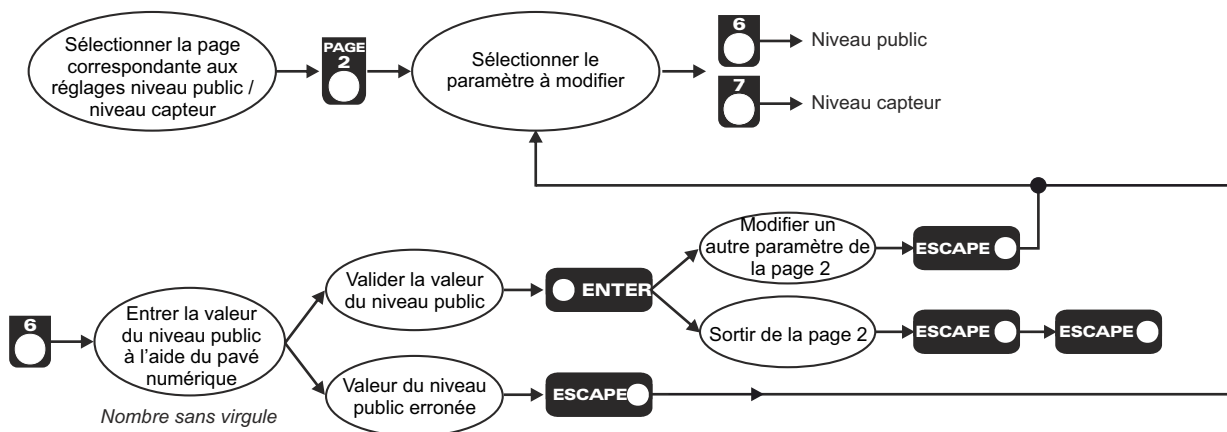 Sélectionner la page
correspondante aux
réglages niveau public /
niveau capteur
PAGE
2
Sélectionner le
paramètre à modifier
6
Niveau public
7
Niveau capteur
6
Entrer la valeur
du niveau public
à l’aide du pavé
numérique
Nombre sans virgule
Valider la valeur
du niveau public
ENTER
Modifier un
autre paramètre de
la page 2
ESCAPE
Sortir de la page 2
ESCAPE
ESCAPE
Valeur du niveau
public erronée
ESCAPE